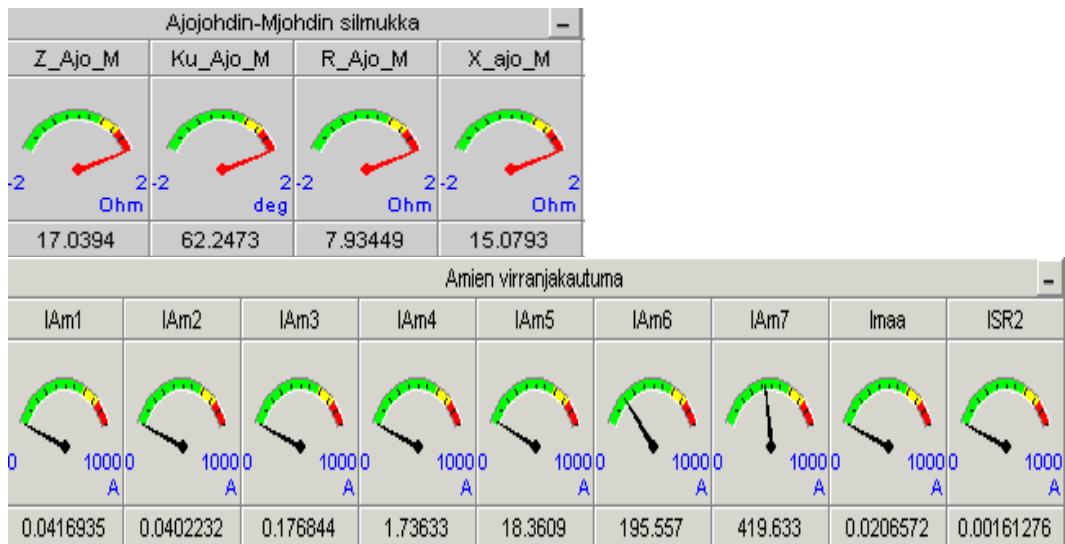 Ajojohdin-Mjohdin silmukka
Z_Ajo_M Ku_Ajo_M R_Ajo_M X_ajo_M
-2 2 -2 2 -2 2 -2 2
Ohm deg Ohm Ohm
17.0394 62.2473 7.93449 15.0793
Amien virranjakautuma
IAm1 IAm2 IAm3 IAm4 IAm5 IAm6 IAm7 Imaa ISR2
0 1000 0 1000 0 1000 0 1000 0 1000 0 1000 0 1000 0 1000 0 1000
A A A A A A A A A
0.0416935 0.0402232 0.176844 1.73633 18.3609 195.557 419.633 0.0206572 0.00161276